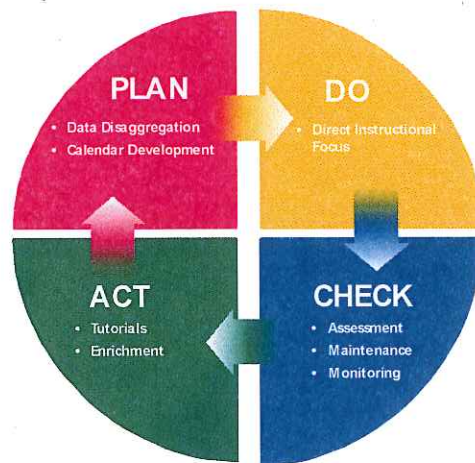 PLAN
• Data Disaggregation
• Calendar Development
DO
• Direct Instructional
Focus
ACT
• Tutorials
• Enrichment
CHECK
• Assessment
• Maintenance
• Monitoring